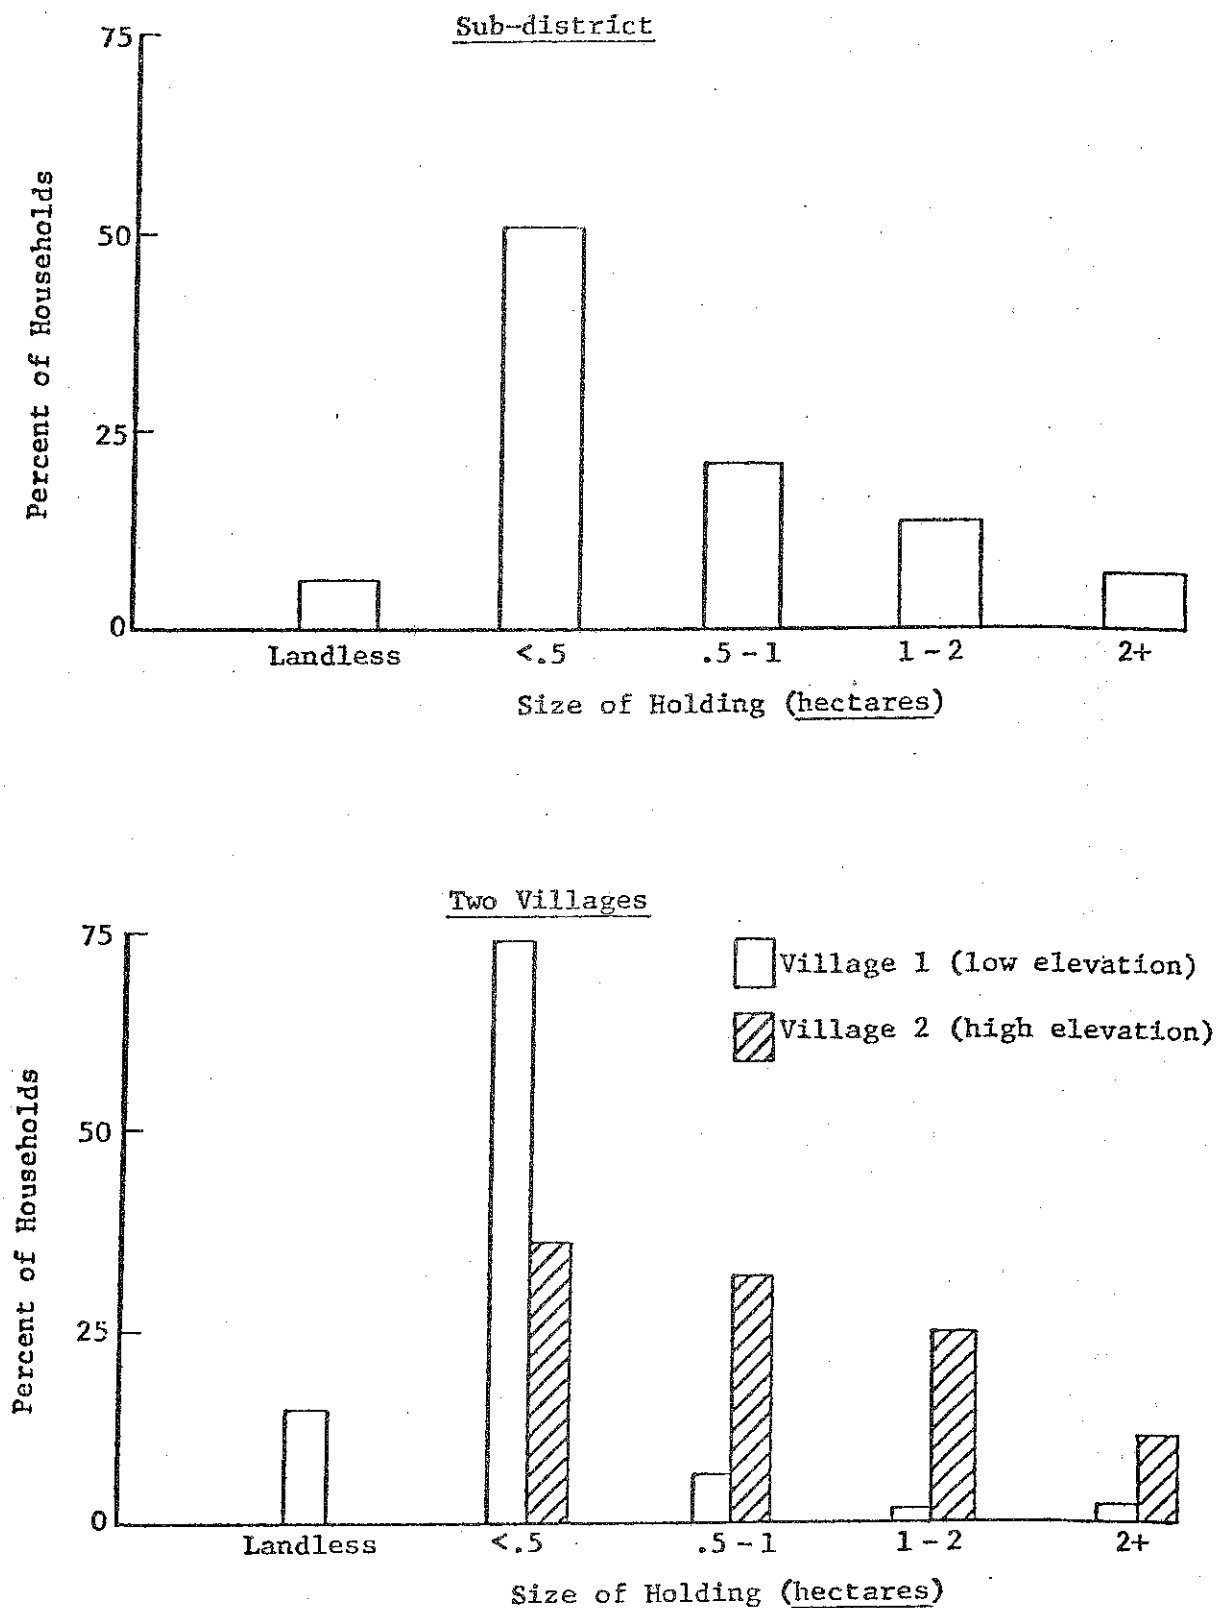 Sub-district
75
50
25
0
Percent of Households
Landless
<.5
.5-1
1-2
2+
Size of Holding (hectares)
Two Villages
75
50
25
0
Percent of Households
Village 1 (low elevation)
Village 2 (high elevation)
Landless
<.5
.5-1
1-2
2+
Size of Holding (hectares)